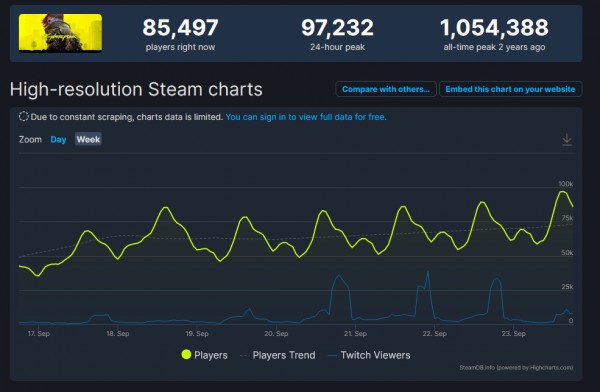 85,497
players right now
97,232
24-hour peak
1,054,388
all-time peak 2 years ago
High-resolution Steam charts
Compare with others...
Embed this chart on your website
Due to constant scraping, charts data is limited. You can sign in to view full data for free.
Zoom Day Week
100k
75k
50k
25k
0
17. Sep 18. Sep 19. Sep 20. Sep 21. Sep 22. Sep 23. Sep
Players Players Trend Twitch Viewers
SteamDB.info (powered by Highcharts.com)